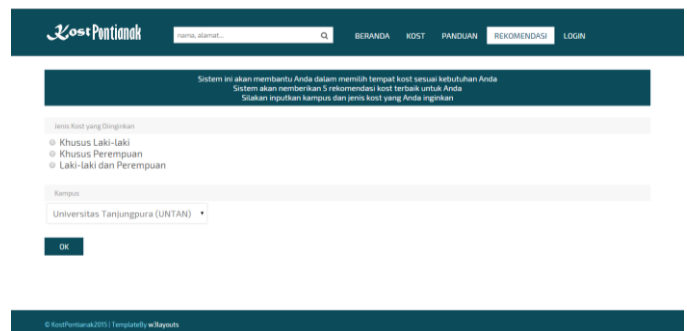 KostPontianak
nama, alamat...
BERANDA KOST PANDUAN REKOMENDASI LOGIN
Sistem ini akan membantu Anda dalam memilih tempat kost sesuai kebutuhan Anda
Sistem akan nemberikan 5 rekomendasi kost terbaik untuk Anda
Silakan inputkan kampus dan jenis kost yang Anda inginkan
Jenis Kost yang Diinginkan
Khusus Laki-laki
Khusus Perempuan
Laki-laki dan Perempuan
Kampus
Universitas Tanjungpura (UNTAN)
OK
© KostPontianak2015 | TemplateBy w3layouts